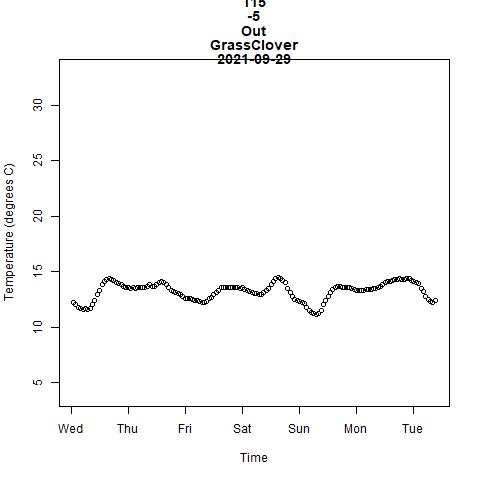 T15
-5
Out
GrassClover
2021-09-29
30
25
20
15
10
5
Temperature (degrees C)
Wed Thu Fri Sat Sun Mon Tue
Time